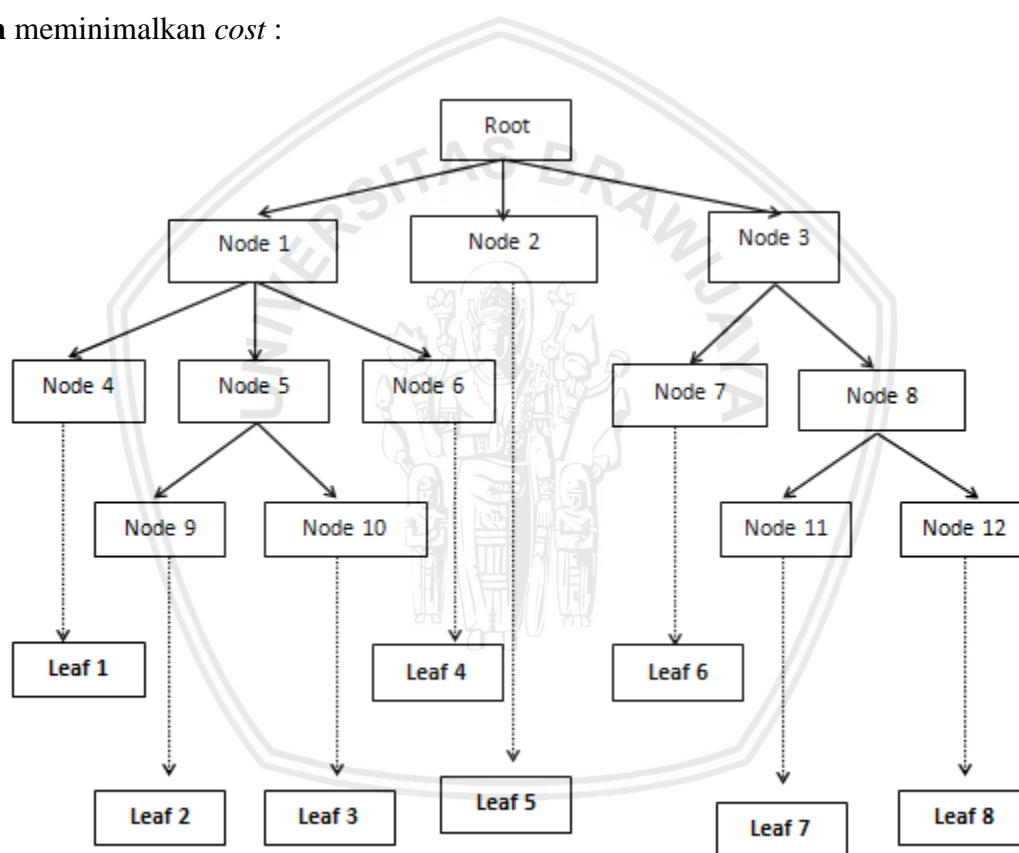 meminimalkan cost :
Root
UNIVERSITAS BRAWIJAYA
Node 1
Node 2
Node 3
Node 4
Node 5
Node 6
Node 7
Node 8
Node 9
Node 10
Node 11
Node 12
Leaf 1
Leaf 4
Leaf 6
Leaf 2
Leaf 3
Leaf 5
Leaf 7
Leaf 8